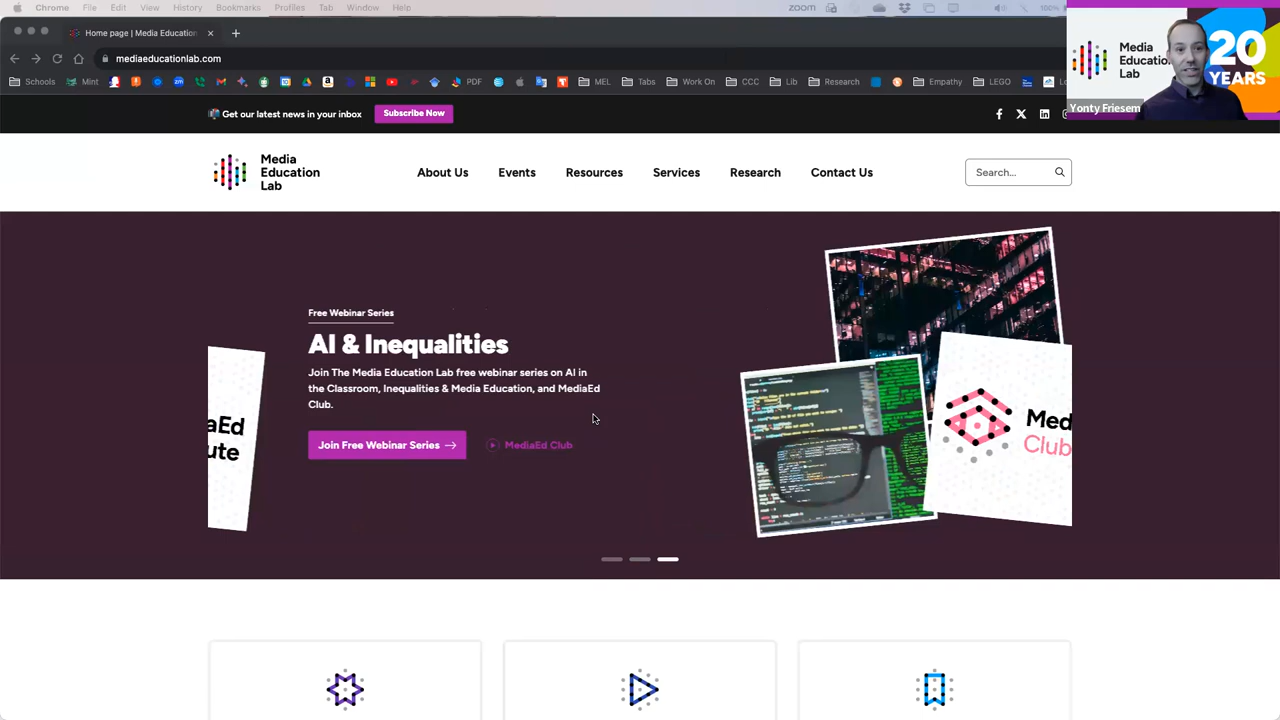 Chrome File Edit View History Bookmarks Profiles Tab Window Help
zoom
100%
Home page | Media Education
mediaeducationlab.com
Schools Mint PDF MEL Tabs Work On CCC Lib Research Empathy LEGO
Media
Education
Lab
20
YEARS
Yonty Friesem
Get our latest news in your inbox
Subscribe Now
Media
Education
Lab
About Us
Events
Resources
Services
Research
Contact Us
Search...
Free Webinar Series
AI & Inequalities
Join The Media Education Lab free webinar series on AI in
the Classroom, Inequalities & Media Education, and MediaEd
Club.
Join Free Webinar Series
MediaEd Club
aEd
ute
Med
Club